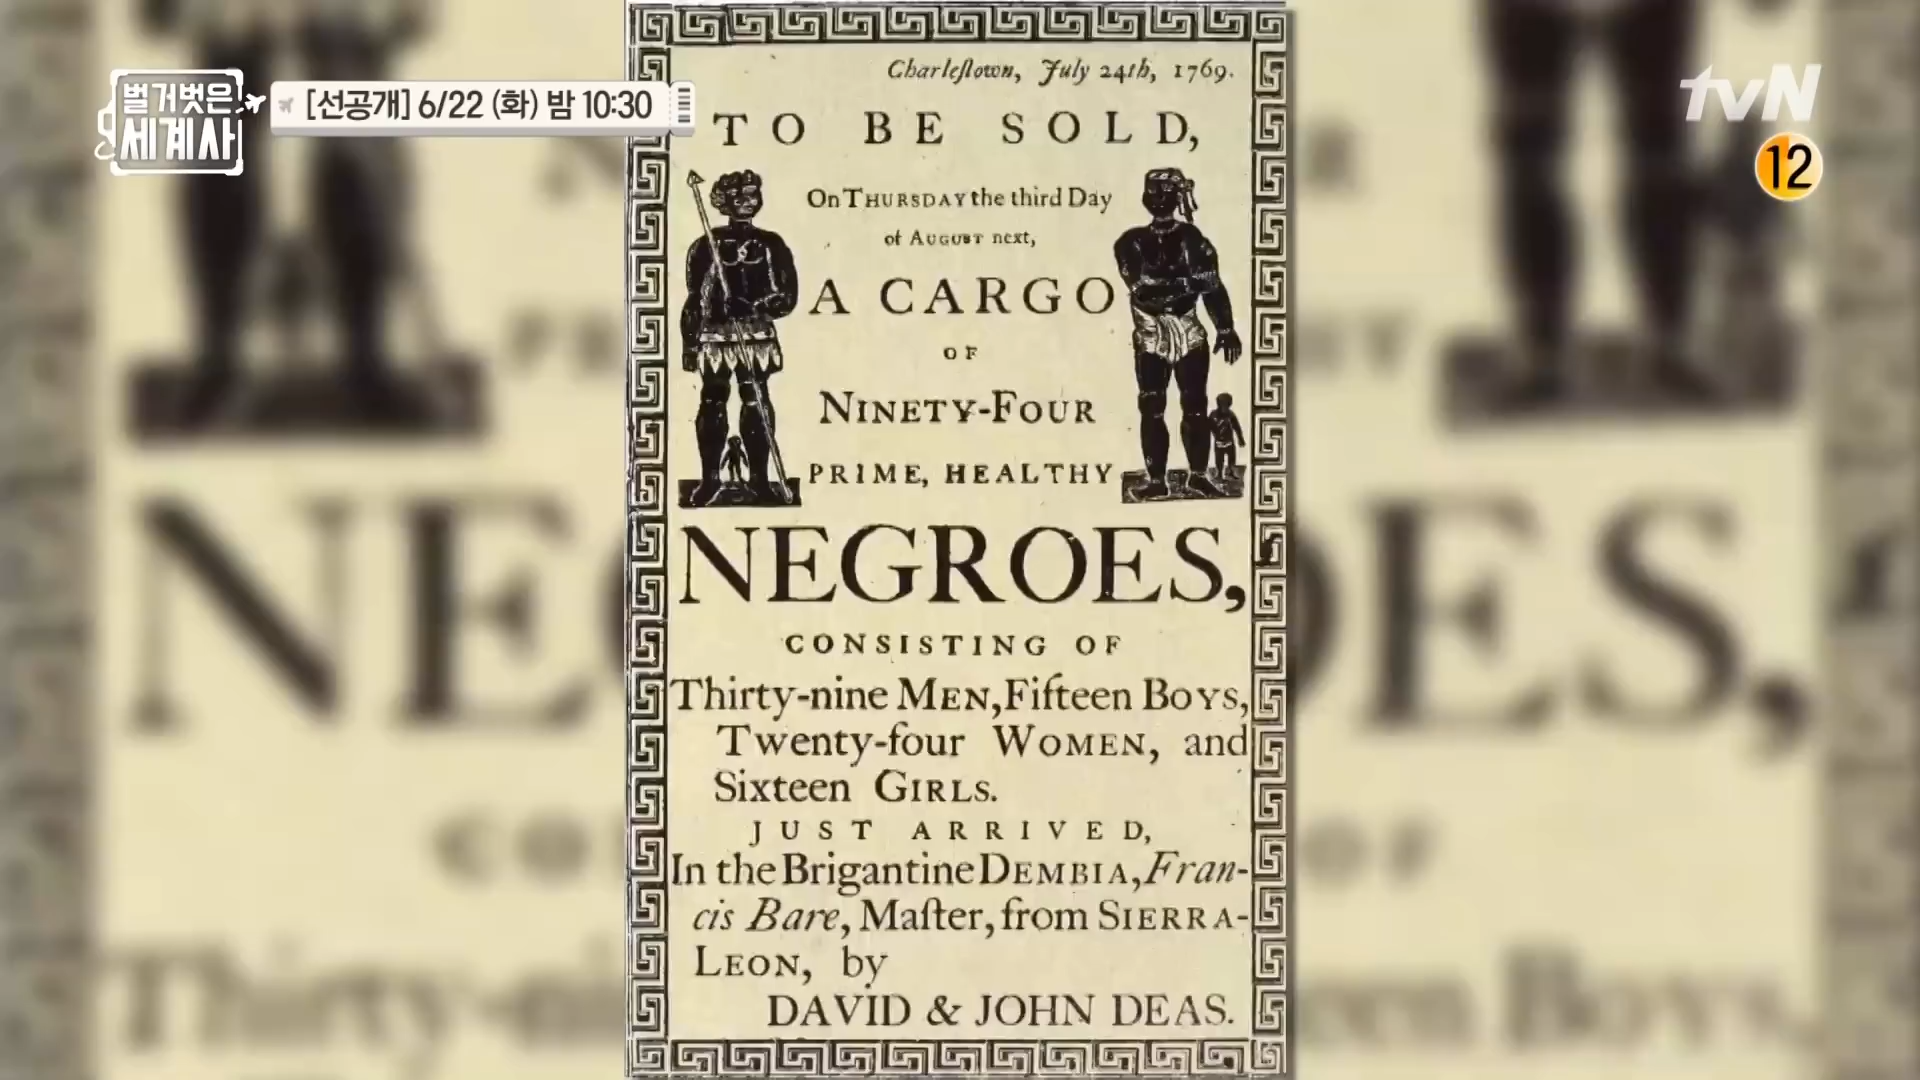 벌거벗은
세계사
[선공개] 6/22 (화) 밤 10:30
tvN
12
Charleſtown, July 24th, 1769.
TO BE SOLD,
On THURSDAY the third Day
of AUGUST next,
A CARGO
OF
NINETY-FOUR
PRIME, HEALTHY
NEGROES,
CONSISTING OF
Thirty-nine MEN, Fifteen BOYS,
Twenty-four WOMEN, and
Sixteen GIRLS.
JUST ARRIVED,
In the Brigantine DEMBIA, Fran-
cis Bare, Maſter, from SIERRA-
LEON, by
DAVID & JOHN DEAS.